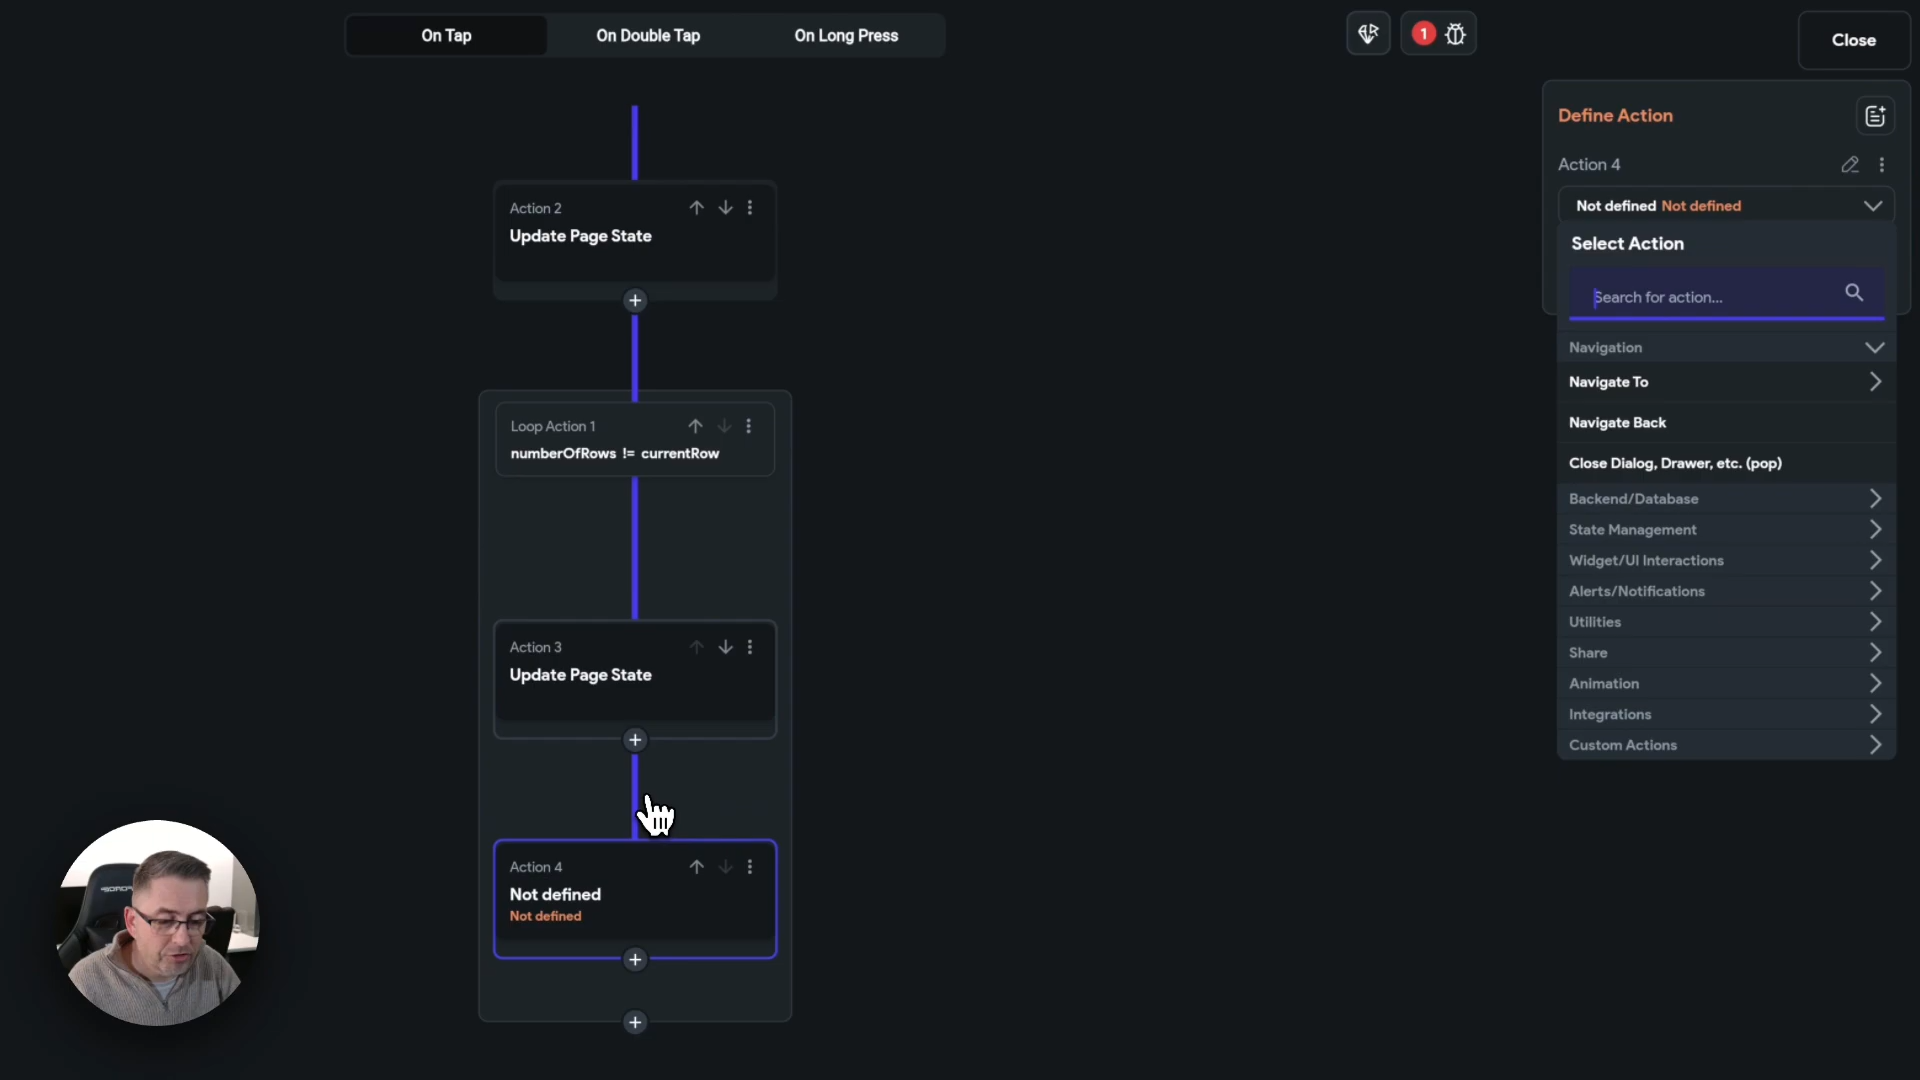 On Tap
On Double Tap
On Long Press
1
Close
Define Action
Action 4
Not defined Not defined
Select Action
Search for action...
Navigation
Navigate To
Navigate Back
Close Dialog, Drawer, etc. (pop)
Backend/Database
State Management
Widget/UI Interactions
Alerts/Notifications
Utilities
Share
Animation
Integrations
Custom Actions
Action 2
Update Page State
Loop Action 1
numberOfRows != currentRow
Action 3
Update Page State
Action 4
Not defined
Not defined